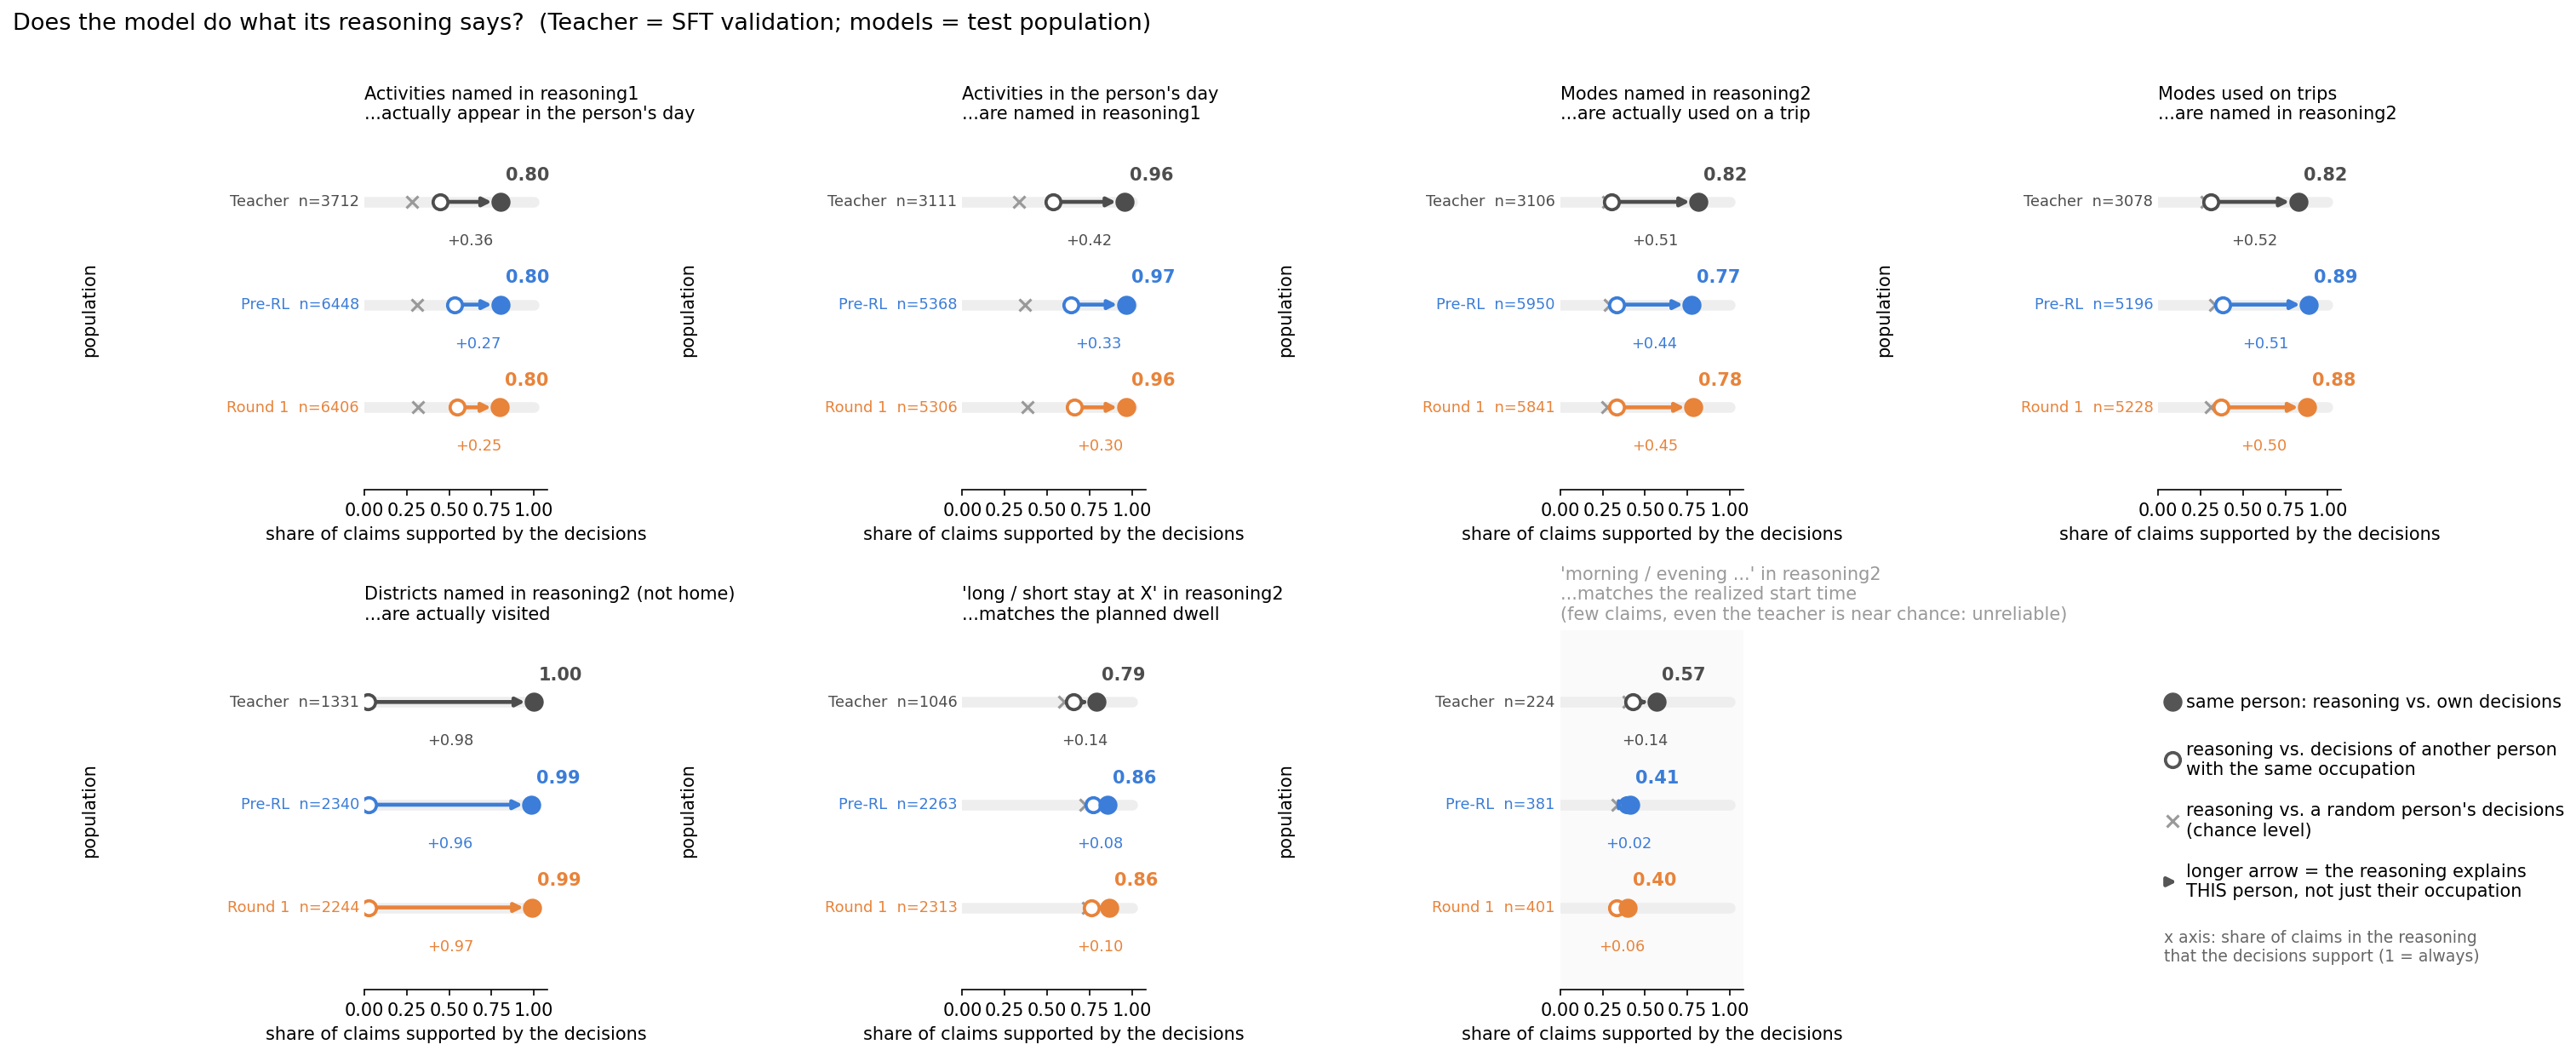 Does the model do what its reasoning says?  (Teacher = SFT validation; models = test population)
Activities named in reasoning1
...actually appear in the person's day
population
Teacher  n=3712
0.80
+0.36
Pre-RL  n=6448
0.80
+0.27
Round 1  n=6406
0.80
+0.25
0.00 0.25 0.50 0.75 1.00
share of claims supported by the decisions
Activities in the person's day
...are named in reasoning1
population
Teacher  n=3111
0.96
+0.42
Pre-RL  n=5368
0.97
+0.33
Round 1  n=5306
0.96
+0.30
0.00 0.25 0.50 0.75 1.00
share of claims supported by the decisions
Modes named in reasoning2
...are actually used on a trip
population
Teacher  n=3106
0.82
+0.51
Pre-RL  n=5950
0.77
+0.44
Round 1  n=5841
0.78
+0.45
0.00 0.25 0.50 0.75 1.00
share of claims supported by the decisions
Modes used on trips
...are named in reasoning2
population
Teacher  n=3078
0.82
+0.52
Pre-RL  n=5196
0.89
+0.51
Round 1  n=5228
0.88
+0.50
0.00 0.25 0.50 0.75 1.00
share of claims supported by the decisions
Districts named in reasoning2 (not home)
...are actually visited
population
Teacher  n=1331
1.00
+0.98
Pre-RL  n=2340
0.99
+0.96
Round 1  n=2244
0.99
+0.97
0.00 0.25 0.50 0.75 1.00
share of claims supported by the decisions
'long / short stay at X' in reasoning2
...matches the planned dwell
population
Teacher  n=1046
0.79
+0.14
Pre-RL  n=2263
0.86
+0.08
Round 1  n=2313
0.86
+0.10
0.00 0.25 0.50 0.75 1.00
share of claims supported by the decisions
'morning / evening ...' in reasoning2
...matches the realized start time
(few claims, even the teacher is near chance: unreliable)
population
Teacher  n=224
0.57
+0.14
Pre-RL  n=381
0.41
+0.02
Round 1  n=401
0.40
+0.06
0.00 0.25 0.50 0.75 1.00
share of claims supported by the decisions
same person: reasoning vs. own decisions
reasoning vs. decisions of another person
with the same occupation
reasoning vs. a random person's decisions
(chance level)
longer arrow = the reasoning explains
THIS person, not just their occupation
x axis: share of claims in the reasoning
that the decisions support (1 = always)